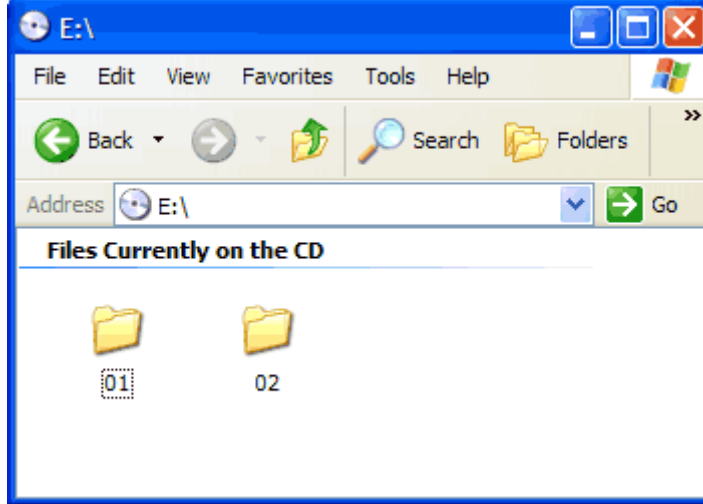 E:\
File Edit View Favorites Tools Help
Back Search Folders »
Address E:\ Go
Files Currently on the CD
01 02